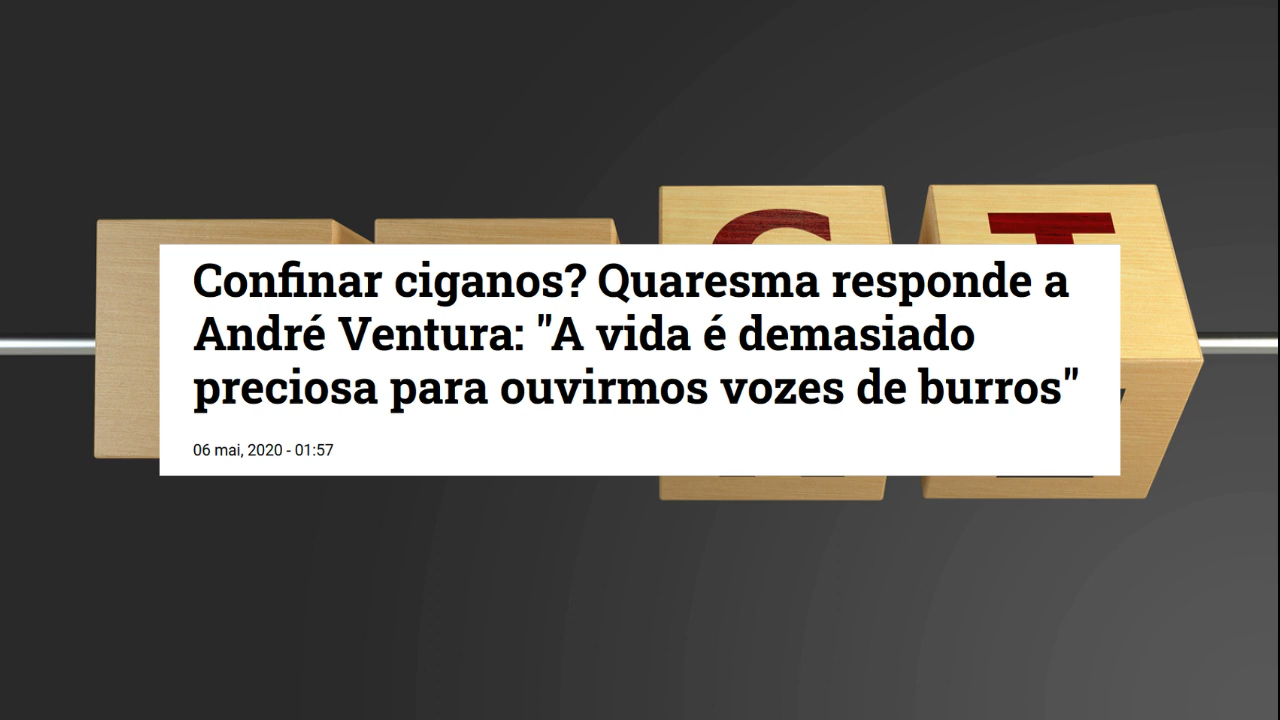 Confinar ciganos? Quaresma responde a
André Ventura: "A vida é demasiado
preciosa para ouvirmos vozes de burros"
06 mai, 2020 - 01:57